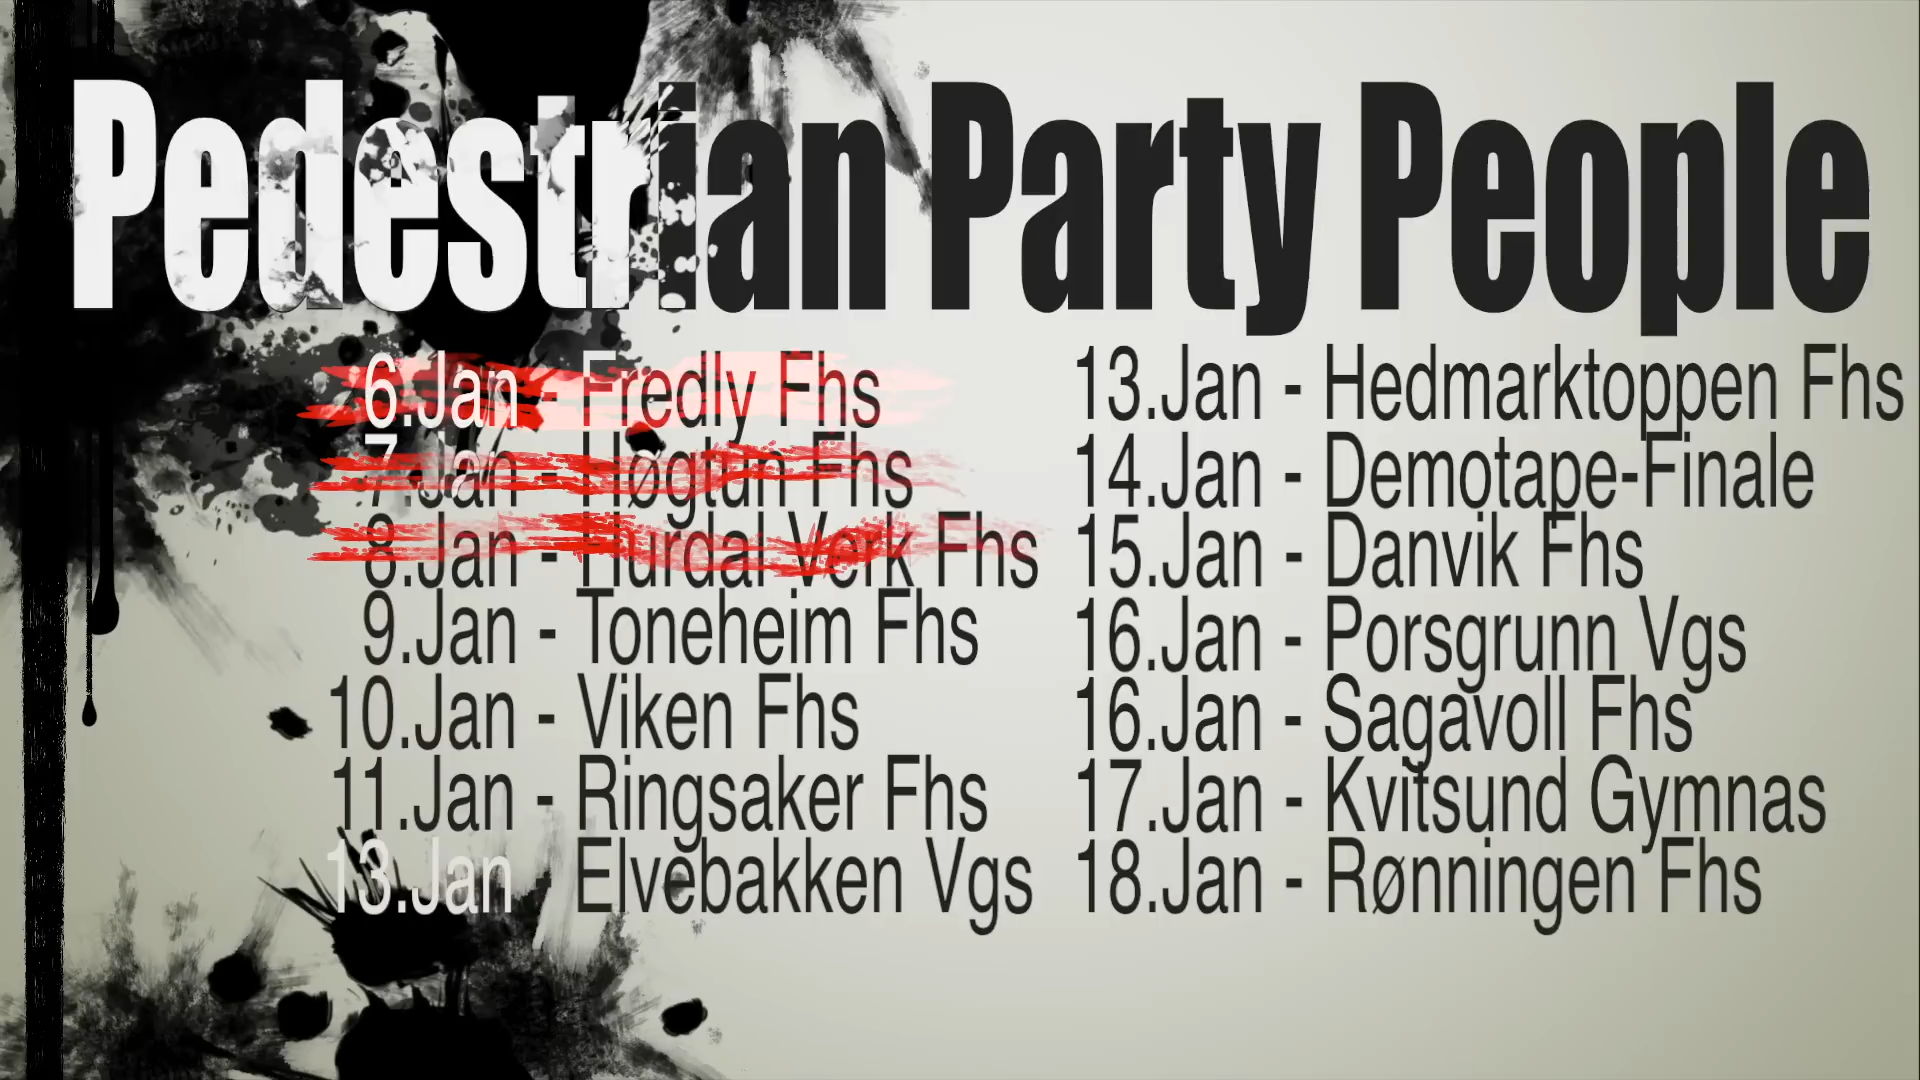 Pedestrian Party People
6.Jan - Fredly Fhs
7.Jan - Høgtun Fhs
8.Jan - Hurdal Verk Fhs
9.Jan - Toneheim Fhs
10.Jan - Viken Fhs
11.Jan - Ringsaker Fhs
13.Jan - Elvebakken Vgs
13.Jan - Hedmarktoppen Fhs
14.Jan - Demotape-Finale
15.Jan - Danvik Fhs
16.Jan - Porsgrunn Vgs
16.Jan - Sagavoll Fhs
17.Jan - Kvitsund Gymnas
18.Jan - Rønningen Fhs